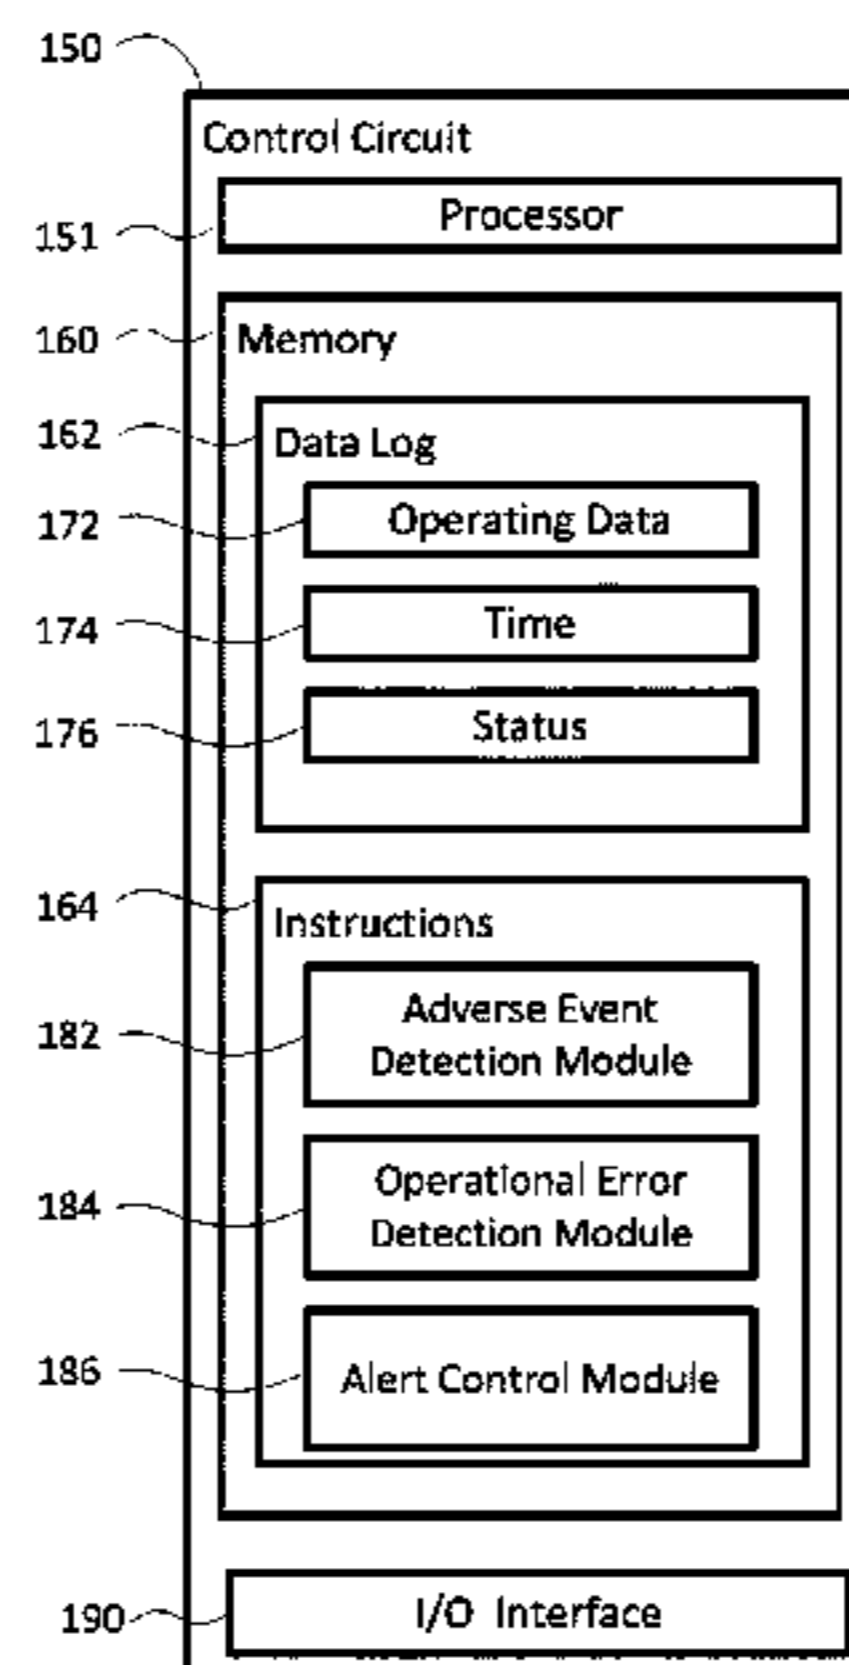 150
Control Circuit
Processor
151
160
Memory
162
Data Log
172
Operating Data
174
Time
176
Status
164
Instructions
182
Adverse Event
Detection Module
184
Operational Error
Detection Module
186
Alert Control Module
190
I/O Interface